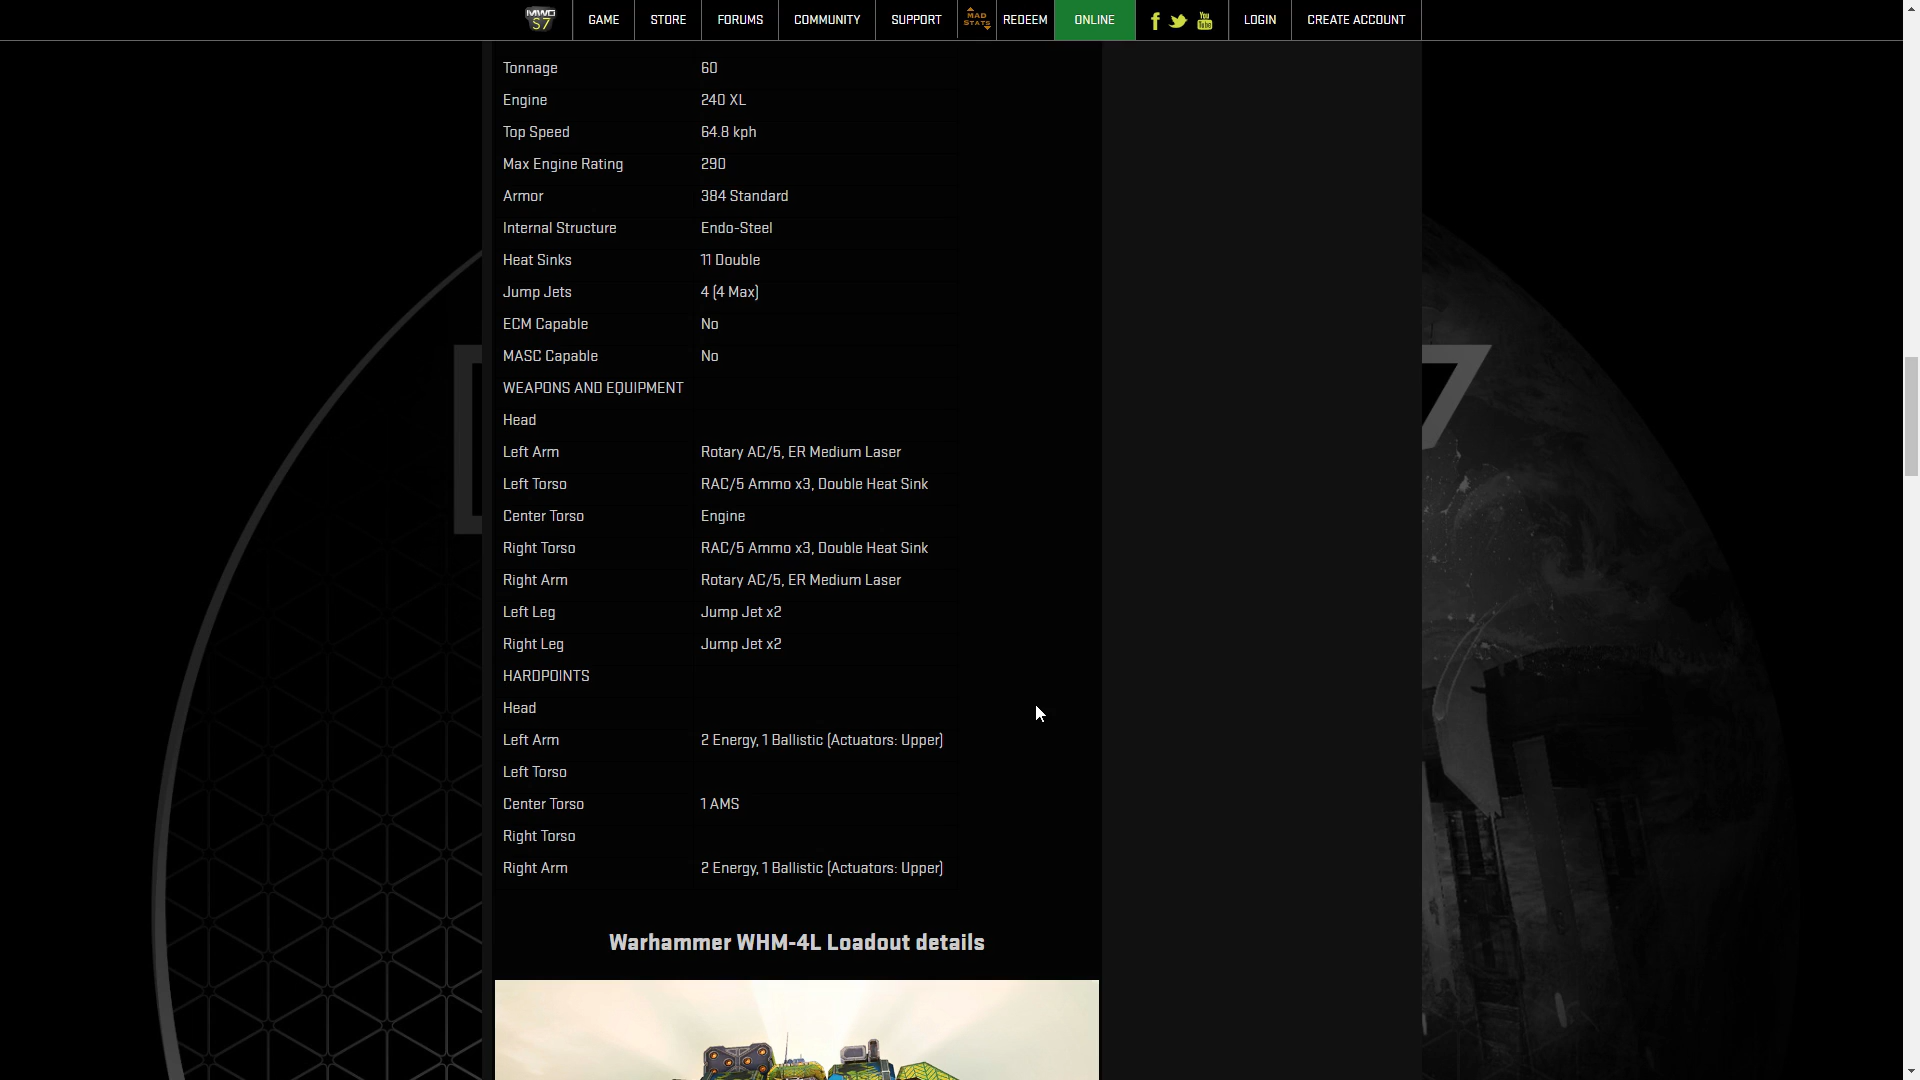 MWO
S7
GAME
STORE
FORUMS
COMMUNITY
SUPPORT
MAD
STATS
REDEEM
ONLINE
f
You
Tube
LOGIN
CREATE ACCOUNT
Tonnage 60
Engine 240 XL
Top Speed 64.8 kph
Max Engine Rating 290
Armor 384 Standard
Internal Structure Endo-Steel
Heat Sinks 11 Double
Jump Jets 4 (4 Max)
ECM Capable No
MASC Capable No
WEAPONS AND EQUIPMENT
Head
Left Arm Rotary AC/5, ER Medium Laser
Left Torso RAC/5 Ammo x3, Double Heat Sink
Center Torso Engine
Right Torso RAC/5 Ammo x3, Double Heat Sink
Right Arm Rotary AC/5, ER Medium Laser
Left Leg Jump Jet x2
Right Leg Jump Jet x2
HARDPOINTS
Head
Left Arm 2 Energy, 1 Ballistic (Actuators: Upper)
Left Torso
Center Torso 1 AMS
Right Torso
Right Arm 2 Energy, 1 Ballistic (Actuators: Upper)
Warhammer WHM-4L Loadout details